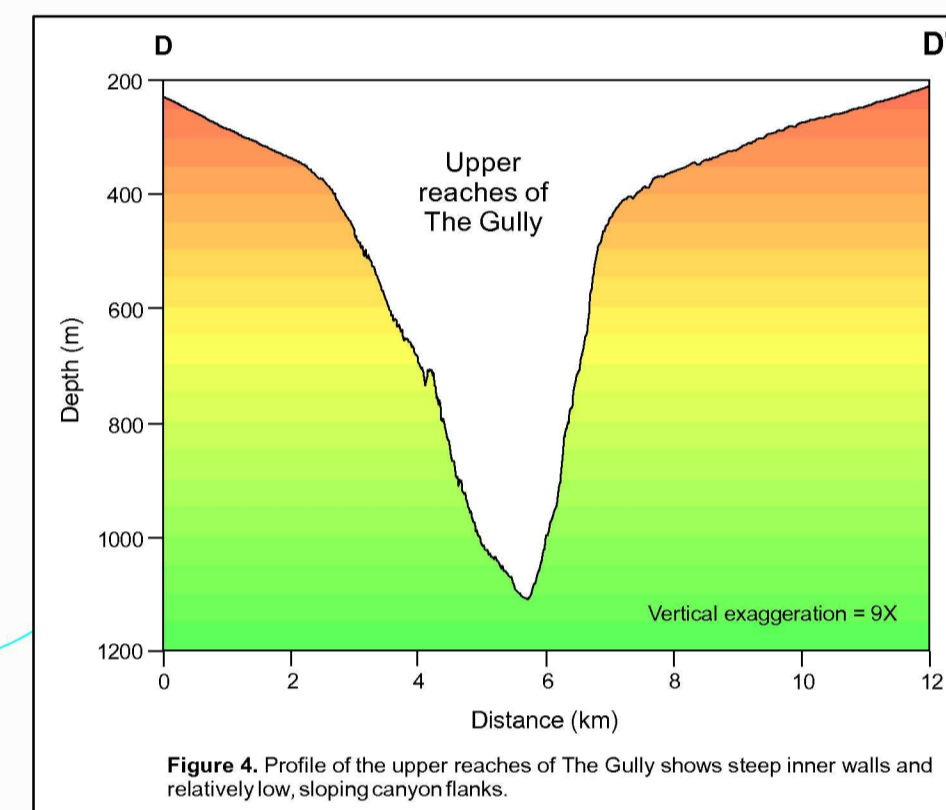 D
D'
200
400
600
800
1000
1200
Depth (m)
Upper
reaches of
The Gully
Vertical exaggeration = 9X
0 2 4 6 8 10 12
Distance (km)
Figure 4. Profile of the upper reaches of The Gully shows steep inner walls and
relatively low, sloping canyon flanks.